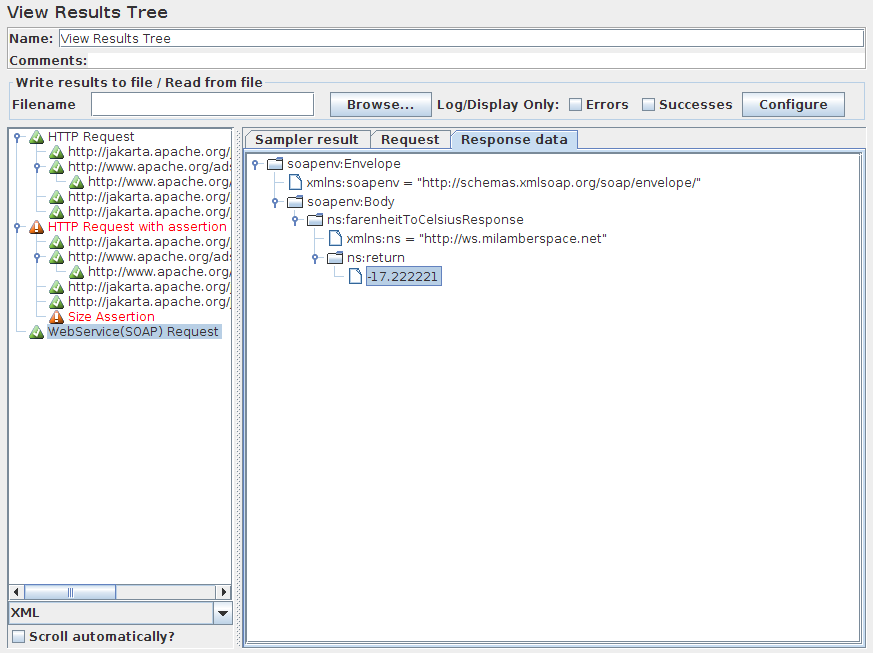 View Results Tree
Name: View Results Tree
Comments:
Write results to file / Read from file
Filename Browse... Log/Display Only: Errors Successes Configure
HTTP Request
http://jakarta.apache.org/
http://www.apache.org/ads
http://www.apache.org/
http://jakarta.apache.org/
http://jakarta.apache.org/
HTTP Request with assertion
http://jakarta.apache.org/
http://www.apache.org/ads
http://www.apache.org/
http://jakarta.apache.org/
http://jakarta.apache.org/
Size Assertion
WebService(SOAP) Request
XML
Scroll automatically?
Sampler result Request Response data
soapenv:Envelope
xmlns:soapenv = "http://schemas.xmlsoap.org/soap/envelope/"
soapenv:Body
ns:farenheitToCelsiusResponse
xmlns:ns = "http://ws.milamberspace.net"
ns:return
-17.222221